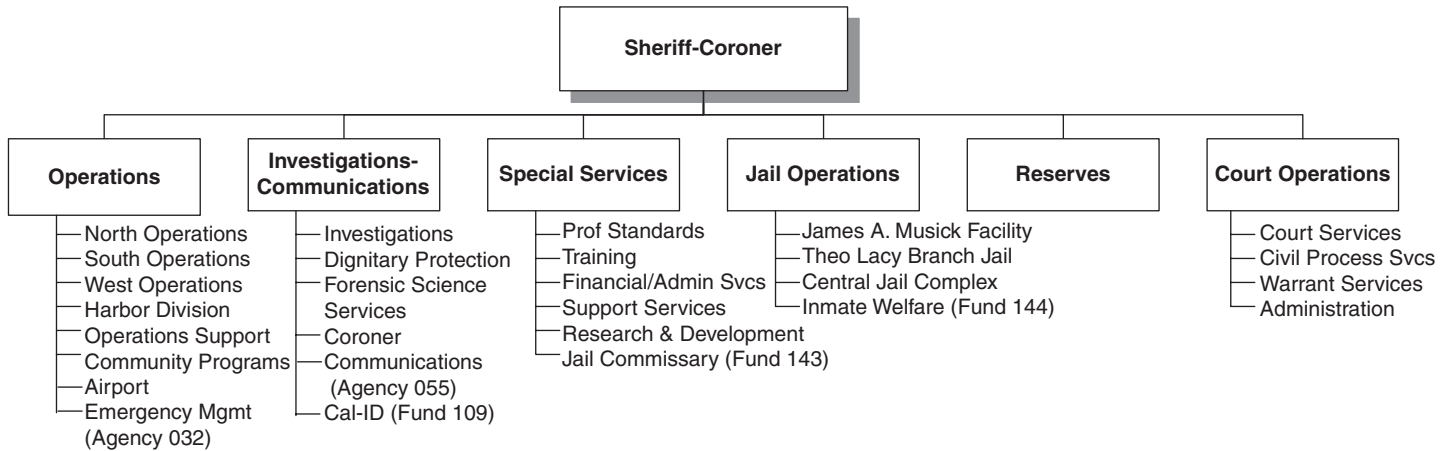 Sheriff-Coroner
Operations
North Operations
South Operations
West Operations
Harbor Division
Operations Support
Community Programs
Airport
Emergency Mgmt
(Agency 032)
Investigations-
Communications
Investigations
Dignitary Protection
Forensic Science
Services
Coroner
Communications
(Agency 055)
Cal-ID (Fund 109)
Special Services
Prof Standards
Training
Financial/Admin Svcs
Support Services
Research & Development
Jail Commissary (Fund 143)
Jail Operations
James A. Musick Facility
Theo Lacy Branch Jail
Central Jail Complex
Inmate Welfare (Fund 144)
Reserves
Court Operations
Court Services
Civil Process Svcs
Warrant Services
Administration